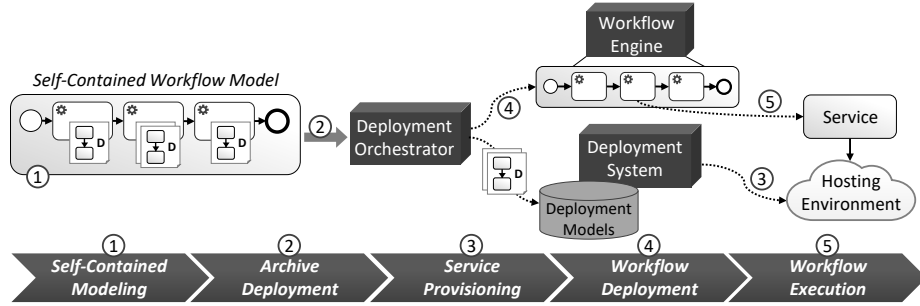 Self-Contained Workflow Model
D
D
D
1
2
Deployment
Orchestrator
4
D
Workflow
Engine
5
Service
Deployment
System
3
Deployment
Models
Hosting
Environment
1
Self-Contained
Modeling
2
Archive
Deployment
3
Service
Provisioning
4
Workflow
Deployment
5
Workflow
Execution